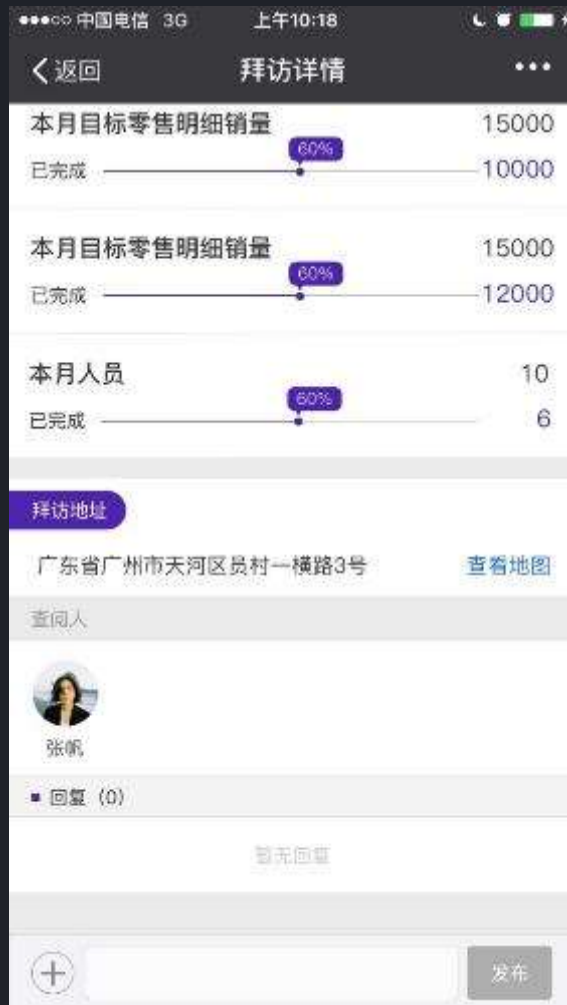 中国电信 3G 上午10:18
返回 拜访详情
本月目标零售明细销量 15000
60%
已完成 10000
本月目标零售明细销量 15000
60%
已完成 12000
本月人员 10
60%
已完成 6
拜访地址
广东省广州市天河区员村一横路3号 查看地图
查阅人
张帆
回复（0）
暂无回复
发布